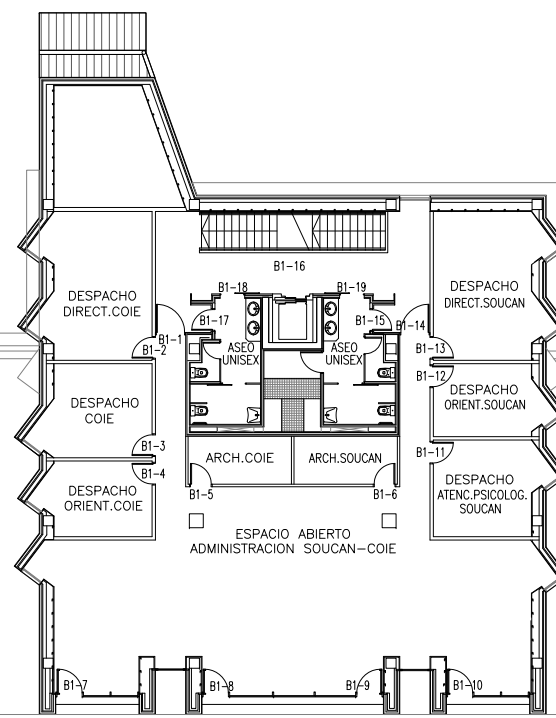 B1-16
B1-18
B1-19
DESPACHO
DIRECT.COIE
DESPACHO
DIRECT.SOUCAN
B1-17
B1-15
B1-1
B1-14
B1-2
ASEO
UNISEX
ASEO
UNISEX
B1-13
B1-12
DESPACHO
COIE
DESPACHO
ORIENT.SOUCAN
B1-3
B1-4
B1-11
ARCH.COIE
ARCH.SOUCAN
DESPACHO
ORIENT.COIE
DESPACHO
ATENC.PSICOLOG.
SOUCAN
B1-5
B1-6
ESPACIO ABIERTO
ADMINISTRACION SOUCAN-COIE
B1-7
B1-8
B1-9
B1-10